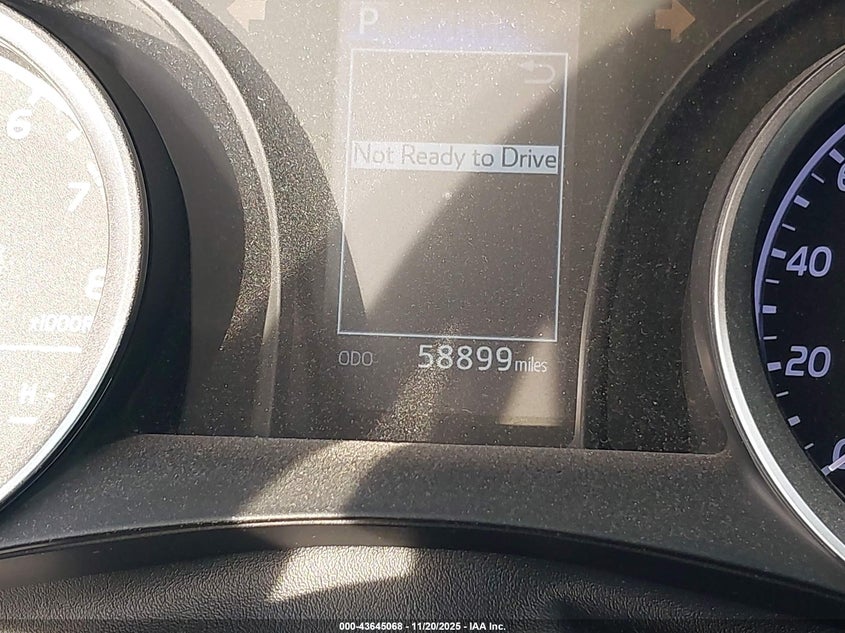 P
Not Ready to Drive
ODO 58899 miles
6
7
8
x1000r
H
60
40
20
0
000-43645068 | 11/20/2025 – IAA Inc.